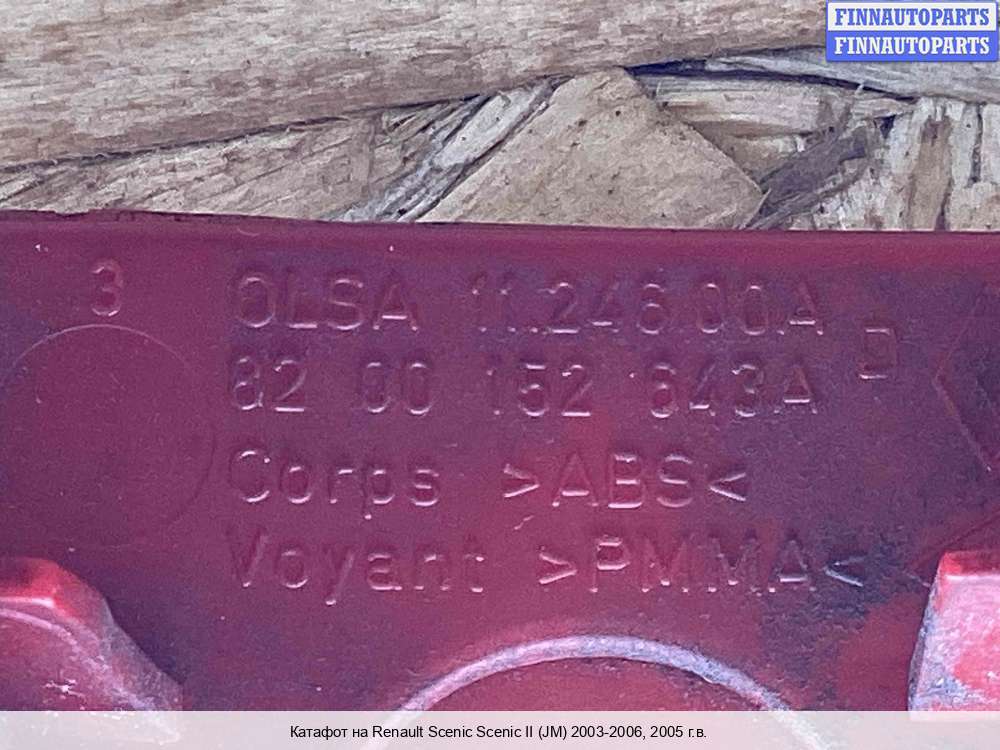 FINNAUTOPARTS
FINNAUTOPARTS
3
OLSA 11.246.00A
D
82 00 152 643A
Corps >ABS<
Voyant >PMMA<
Катафот на Renault Scenic Scenic II (JM) 2003-2006, 2005 г.в.